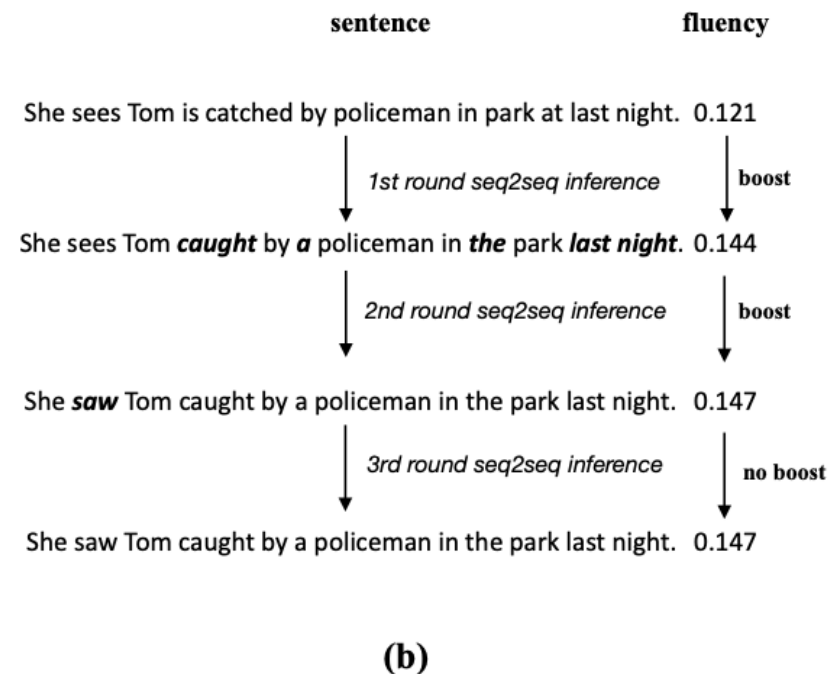 sentence fluency
She sees Tom is catched by policeman in park at last night. 0.121
1st round seq2seq inference boost
She sees Tom caught by a policeman in the park last night. 0.144
2nd round seq2seq inference boost
She saw Tom caught by a policeman in the park last night. 0.147
3rd round seq2seq inference no boost
She saw Tom caught by a policeman in the park last night. 0.147
(b)